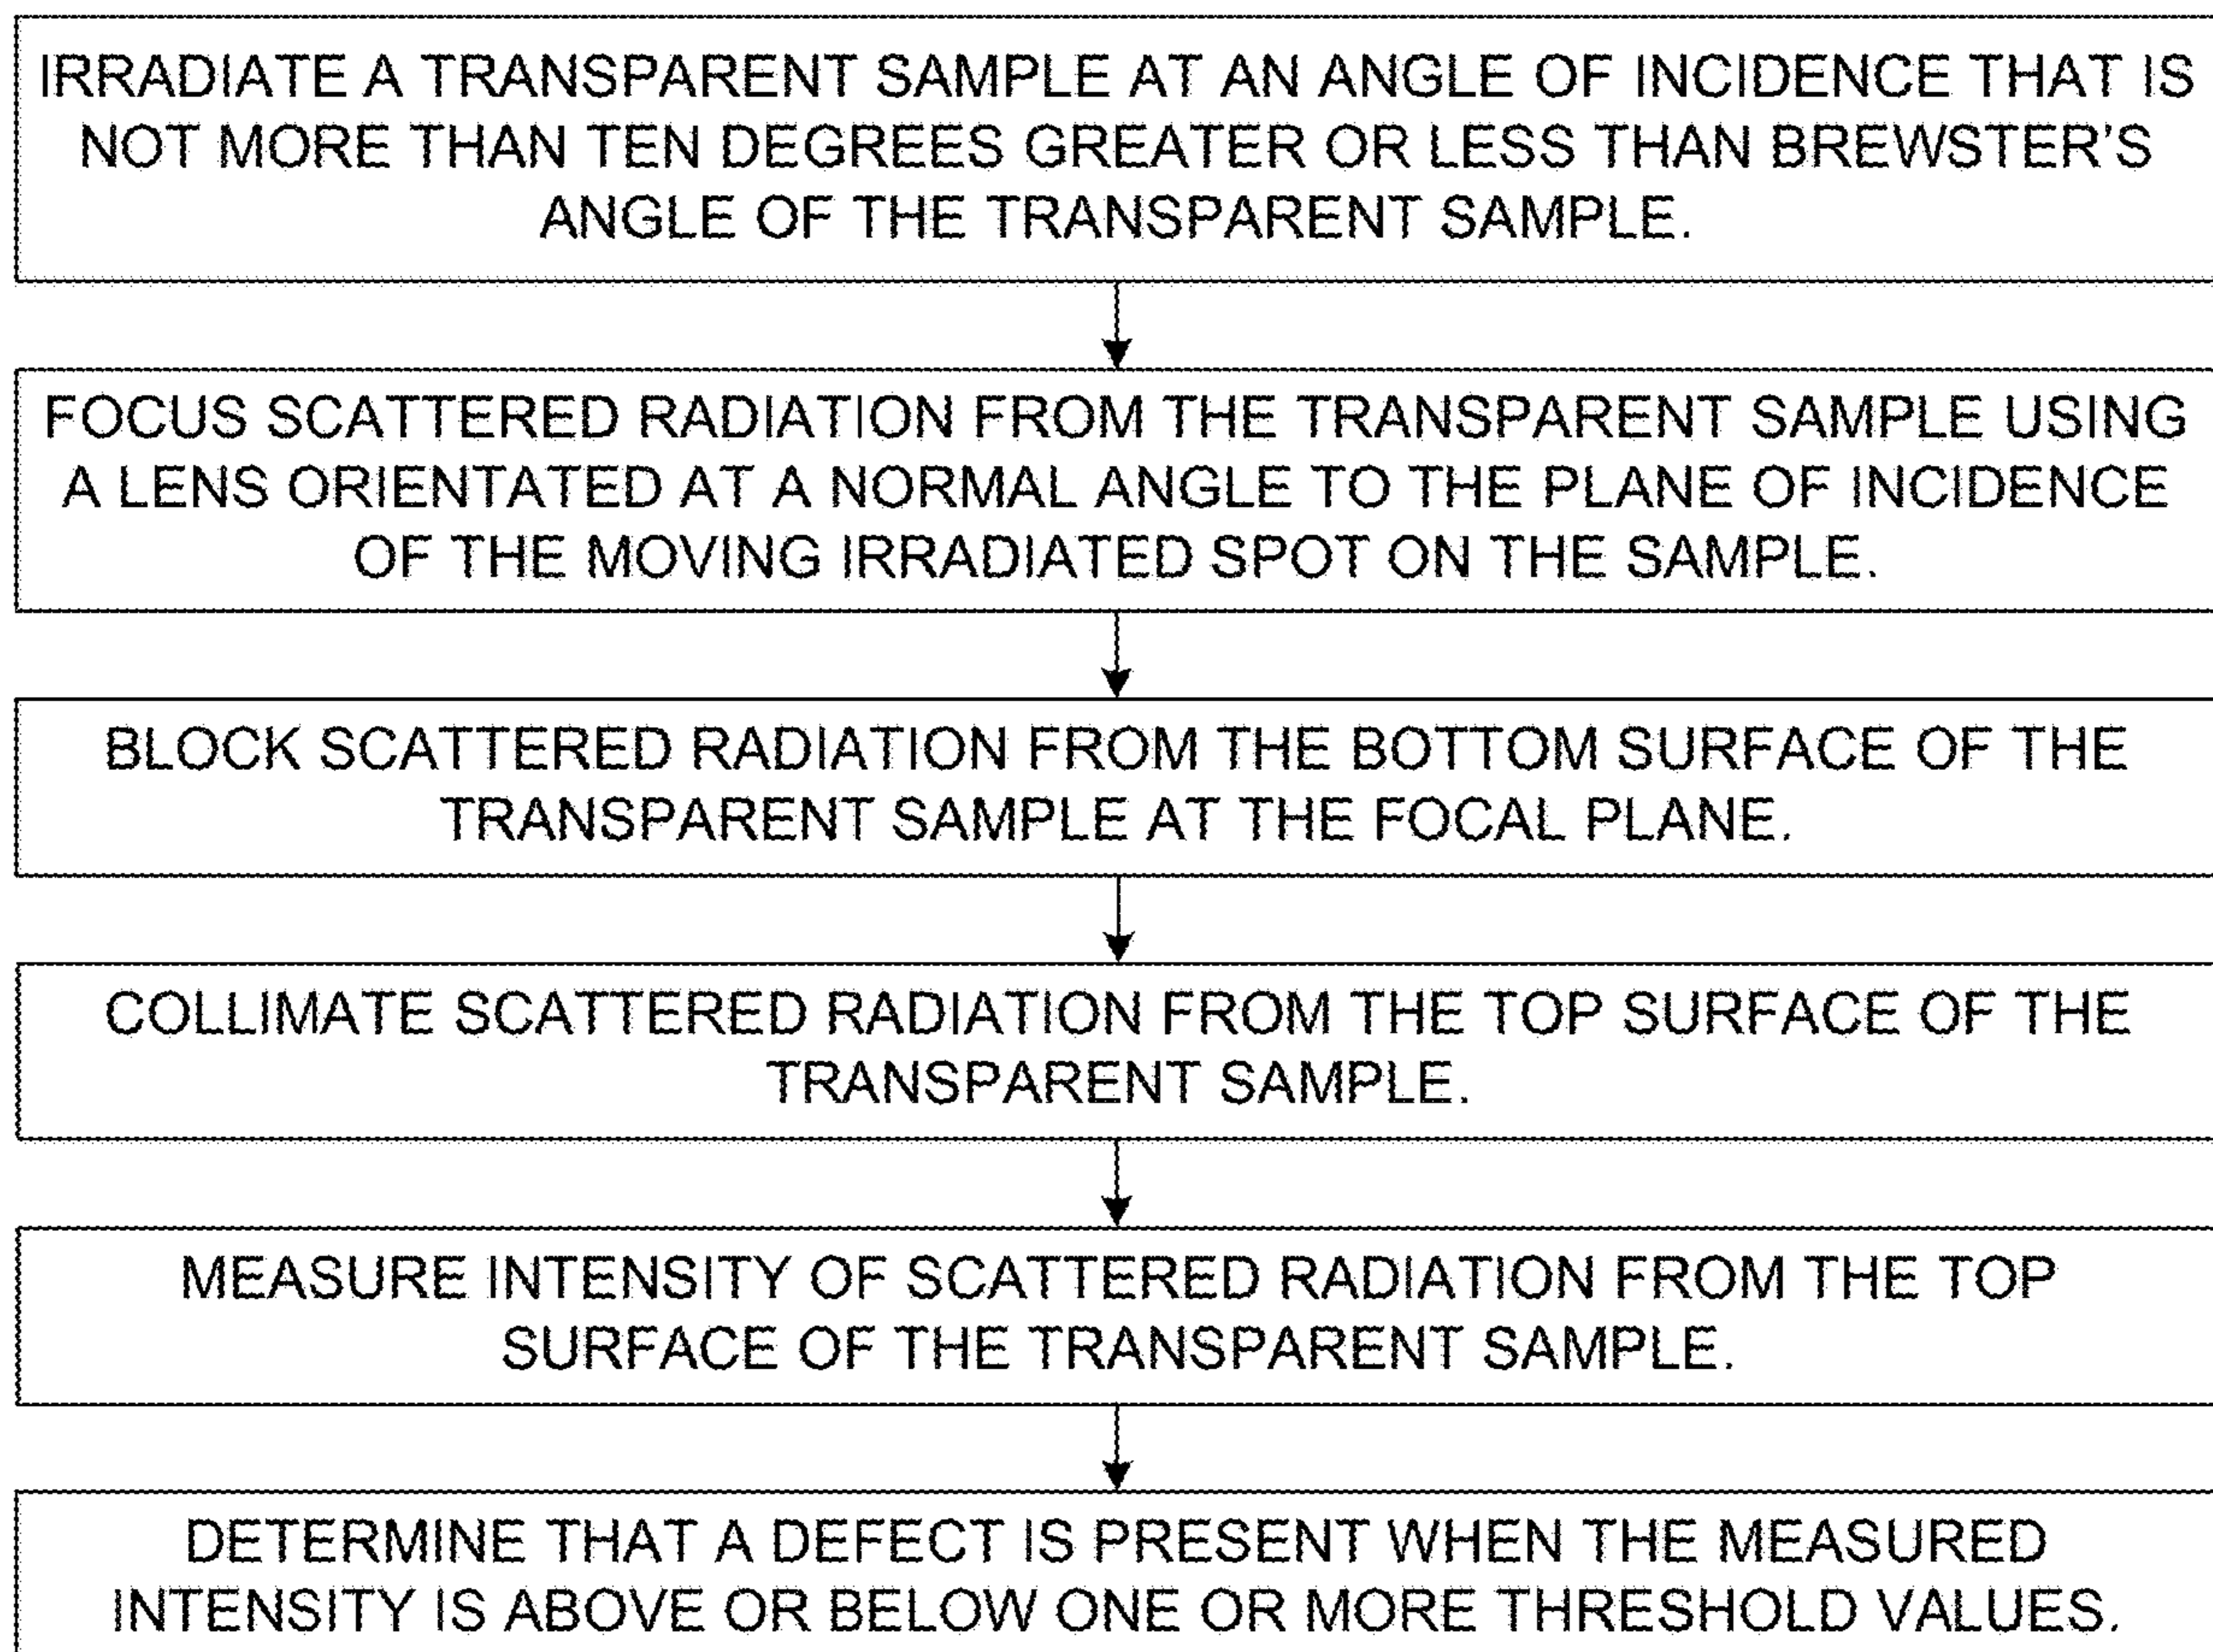 IRRADIATE A TRANSPARENT SAMPLE AT AN ANGLE OF INCIDENCE THAT IS
NOT MORE THAN TEN DEGREES GREATER OR LESS THAN BREWSTER'S
ANGLE OF THE TRANSPARENT SAMPLE.
FOCUS SCATTERED RADIATION FROM THE TRANSPARENT SAMPLE USING
A LENS ORIENTATED AT A NORMAL ANGLE TO THE PLANE OF INCIDENCE
OF THE MOVING IRRADIATED SPOT ON THE SAMPLE.
BLOCK SCATTERED RADIATION FROM THE BOTTOM SURFACE OF THE
TRANSPARENT SAMPLE AT THE FOCAL PLANE.
COLLIMATE SCATTERED RADIATION FROM THE TOP SURFACE OF THE
TRANSPARENT SAMPLE.
MEASURE INTENSITY OF SCATTERED RADIATION FROM THE TOP
SURFACE OF THE TRANSPARENT SAMPLE.
DETERMINE THAT A DEFECT IS PRESENT WHEN THE MEASURED
INTENSITY IS ABOVE OR BELOW ONE OR MORE THRESHOLD VALUES.